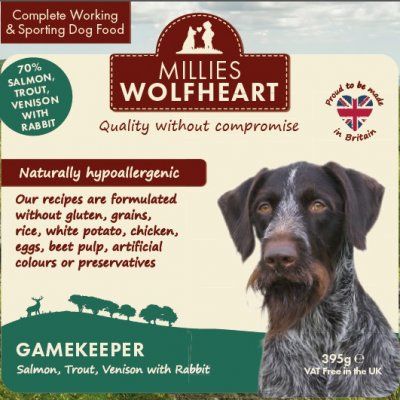 Complete Working
& Sporting Dog Food
70%
SALMON,
TROUT,
VENISON
WITH
RABBIT
MILLIES
WOLFHEART
Quality without compromise
Proud to be made
in Britain
Naturally hypoallergenic
Our recipes are formulated
without gluten, grains,
rice, white potato, chicken,
eggs, beet pulp, artificial
colours or preservatives
GAMEKEEPER
Salmon, Trout, Venison with Rabbit
395g ℮
VAT Free in the UK